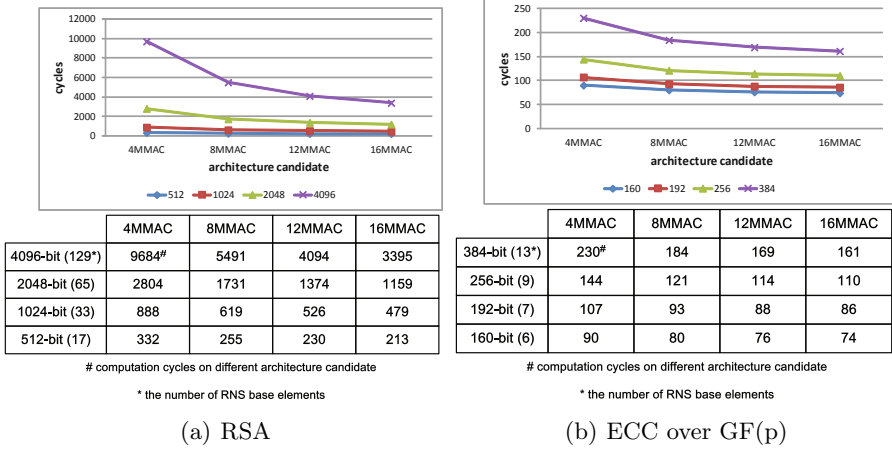 12000
10000
8000
6000
4000
2000
0
cycles
4MMAC 8MMAC 12MMAC 16MMAC
architecture candidate
512 1024 2048 4096
4MMAC 8MMAC 12MMAC 16MMAC
4096-bit (129*) 9684# 5491 4094 3395
2048-bit (65) 2804 1731 1374 1159
1024-bit (33) 888 619 526 479
512-bit (17) 332 255 230 213
# computation cycles on different architecture candidate
* the number of RNS base elements
(a) RSA
250
200
150
100
50
0
cycles
4MMAC 8MMAC 12MMAC 16MMAC
architecture candidate
160 192 256 384
4MMAC 8MMAC 12MMAC 16MMAC
384-bit (13*) 230# 184 169 161
256-bit (9) 144 121 114 110
192-bit (7) 107 93 88 86
160-bit (6) 90 80 76 74
# computation cycles on different architecture candidate
* the number of RNS base elements
(b) ECC over GF(p)